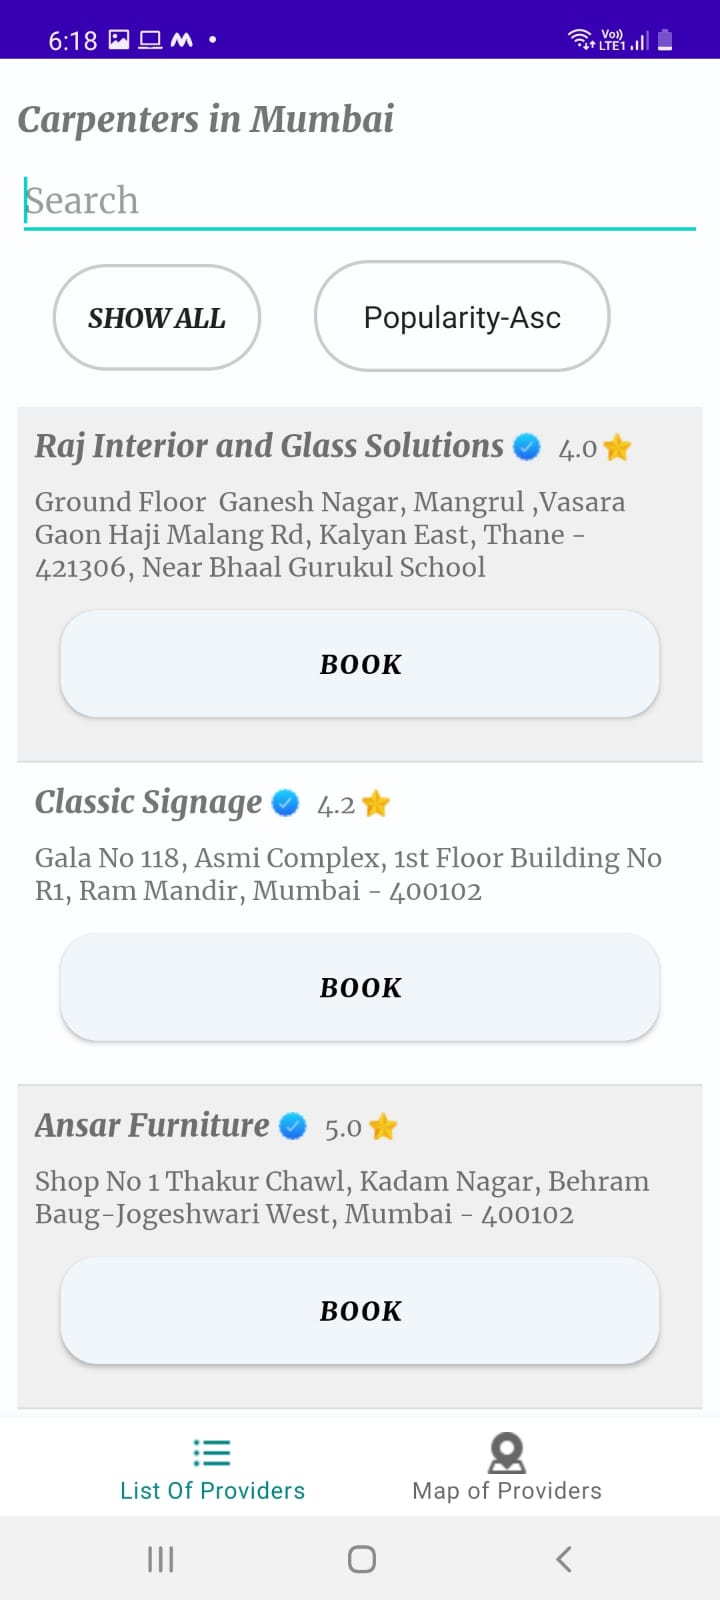 6:18
Vo))
LTE1
Carpenters in Mumbai
Search
SHOW ALL
Popularity-Asc
Raj Interior and Glass Solutions 4.0
Ground Floor  Ganesh Nagar, Mangrul ,Vasara
Gaon Haji Malang Rd, Kalyan East, Thane -
421306, Near Bhaal Gurukul School
BOOK
Classic Signage 4.2
Gala No 118, Asmi Complex, 1st Floor Building No
R1, Ram Mandir, Mumbai - 400102
BOOK
Ansar Furniture 5.0
Shop No 1 Thakur Chawl, Kadam Nagar, Behram
Baug-Jogeshwari West, Mumbai - 400102
BOOK
List Of Providers
Map of Providers